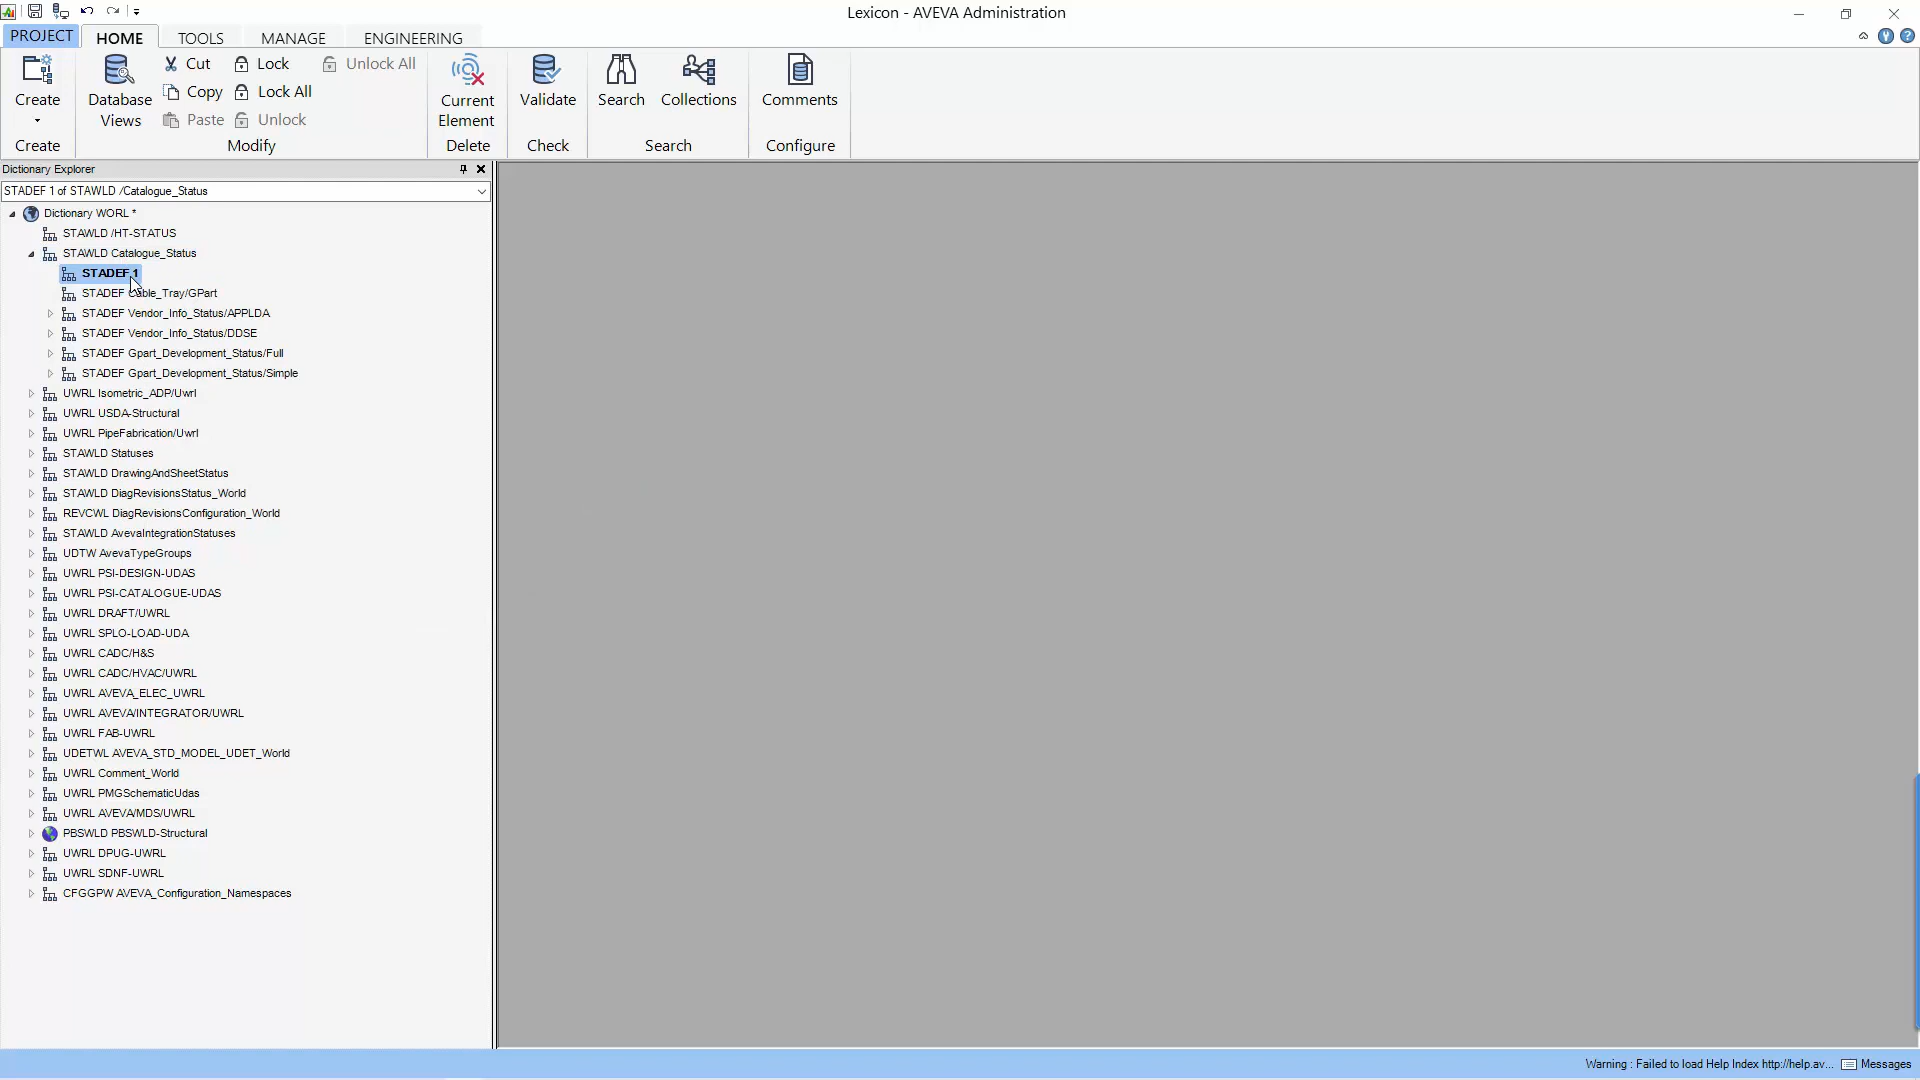 Lexicon - AVEVA Administration
PROJECT HOME TOOLS MANAGE ENGINEERING
Create
Create
Database Views
Cut
Copy
Paste
Lock
Lock All
Unlock
Unlock All
Modify
Current Element
Delete
Validate
Check
Search
Collections
Search
Comments
Configure
Dictionary Explorer
STADEF 1 of STAWLD /Catalogue_Status
Dictionary WORL *
STAWLD /HT-STATUS
STAWLD Catalogue_Status
STADEF 1
STADEF Cable_Tray/GPart
STADEF Vendor_Info_Status/APPLDA
STADEF Vendor_Info_Status/DDSE
STADEF Gpart_Development_Status/Full
STADEF Gpart_Development_Status/Simple
UWRL Isometric_ADP/Uwrl
UWRL USDA-Structural
UWRL PipeFabrication/Uwrl
STAWLD Statuses
STAWLD DrawingAndSheetStatus
STAWLD DiagRevisionsStatus_World
REVCWL DiagRevisionsConfiguration_World
STAWLD AvevaIntegrationStatuses
UDTW AvevaTypeGroups
UWRL PSI-DESIGN-UDAS
UWRL PSI-CATALOGUE-UDAS
UWRL DRAFT/UWRL
UWRL SPLO-LOAD-UDA
UWRL CADC/H&S
UWRL CADC/HVAC/UWRL
UWRL AVEVA_ELEC_UWRL
UWRL AVEVA/INTEGRATOR/UWRL
UWRL FAB-UWRL
UDETWL AVEVA_STD_MODEL_UDET_World
UWRL Comment_World
UWRL PMGSchematicUdas
UWRL AVEVA/MDS/UWRL
PBSWLD PBSWLD-Structural
UWRL DPUG-UWRL
UWRL SDNF-UWRL
CFGGPW AVEVA_Configuration_Namespaces
Warning : Failed to load Help Index http://help.av... Messages